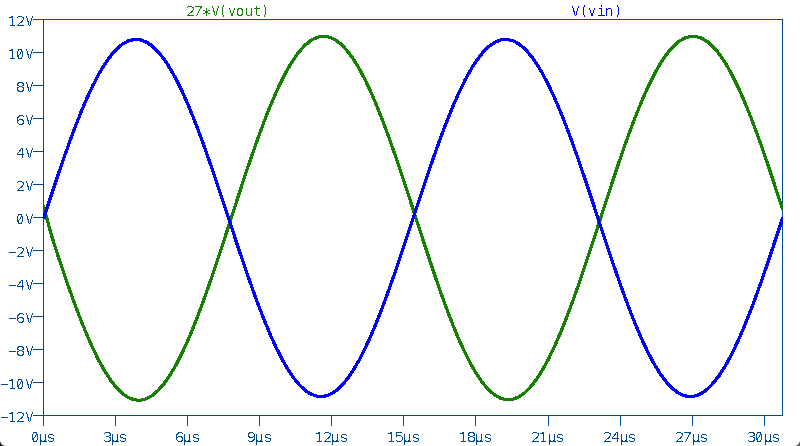 27*V(vout) V(vin)
12V
10V
8V
6V
4V
2V
0V
-2V
-4V
-6V
-8V
-10V
-12V
0µs 3µs 6µs 9µs 12µs 15µs 18µs 21µs 24µs 27µs 30µs